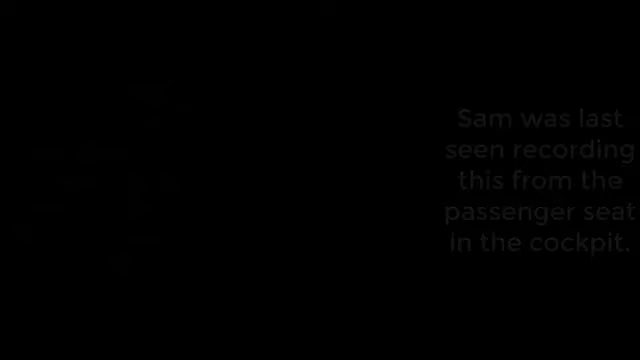 Sam was last
seen recording
this from the
passenger seat
in the cockpit.